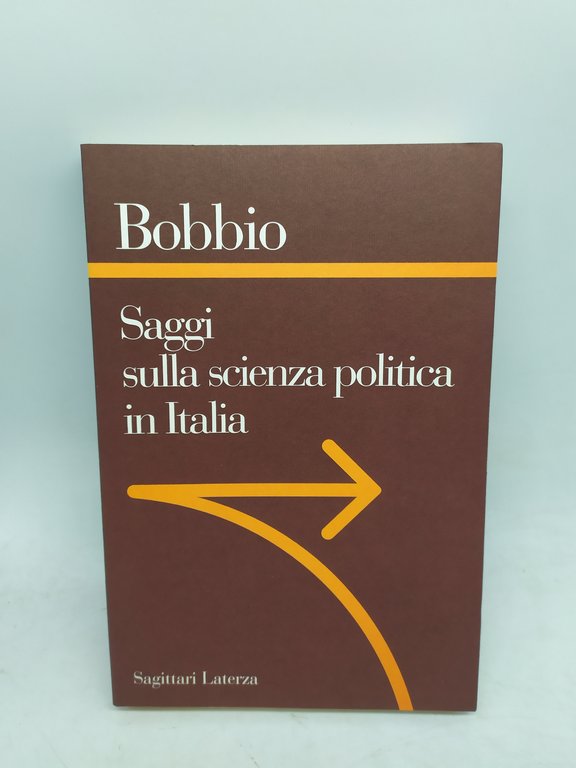 Bobbio
Saggi
sulla scienza politica
in Italia
Sagittari Laterza